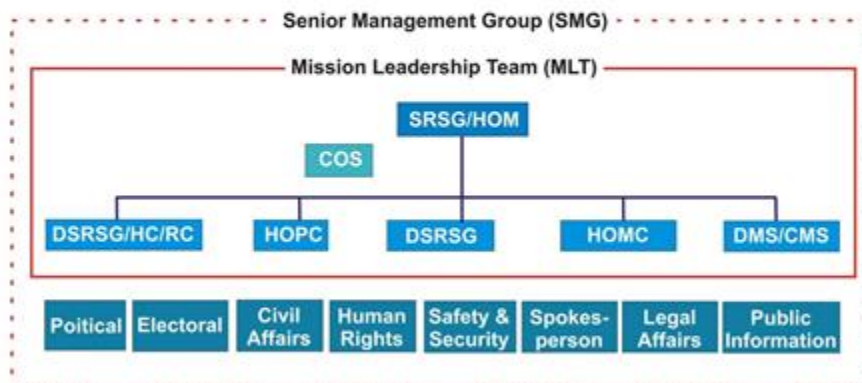 Senior Management Group (SMG)
Mission Leadership Team (MLT)
SRSG/HOM
COS
DSRSG/HC/RC
HOPC
DSRSG
HOMC
DMS/CMS
Poitical
Electoral
Civil
Affairs
Human
Rights
Safety &
Security
Spokes-
person
Legal
Affairs
Public
Information